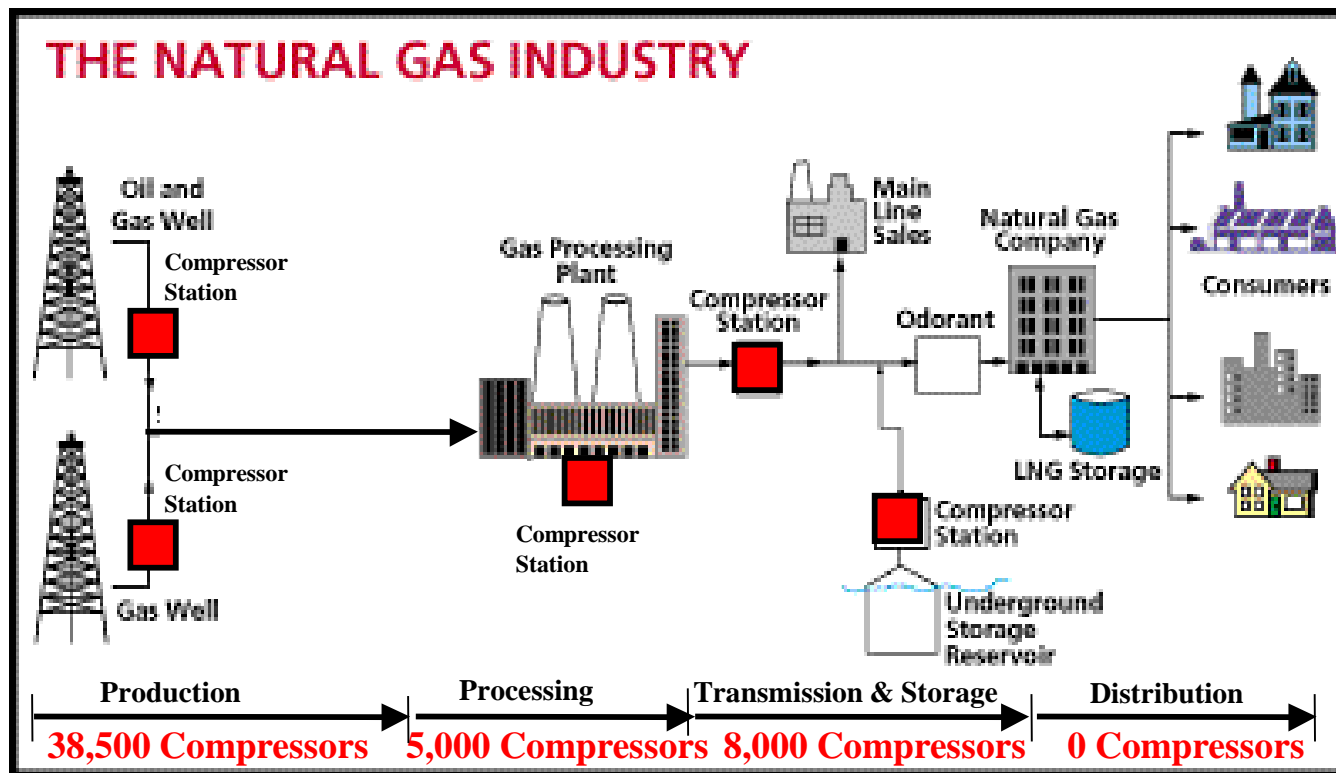 THE NATURAL GAS INDUSTRY
Oil and
Gas Well
Compressor
Station
Compressor
Station
Gas Well
Gas Processing
Plant
Compressor
Station
Compressor
Station
Main
Line
Sales
Odorant
Natural Gas
Company
LNG Storage
Compressor
Station
Underground
Storage
Reservoir
Consumers
Production
Processing
Transmission & Storage
Distribution
38,500 Compressors
5,000 Compressors
8,000 Compressors
0 Compressors